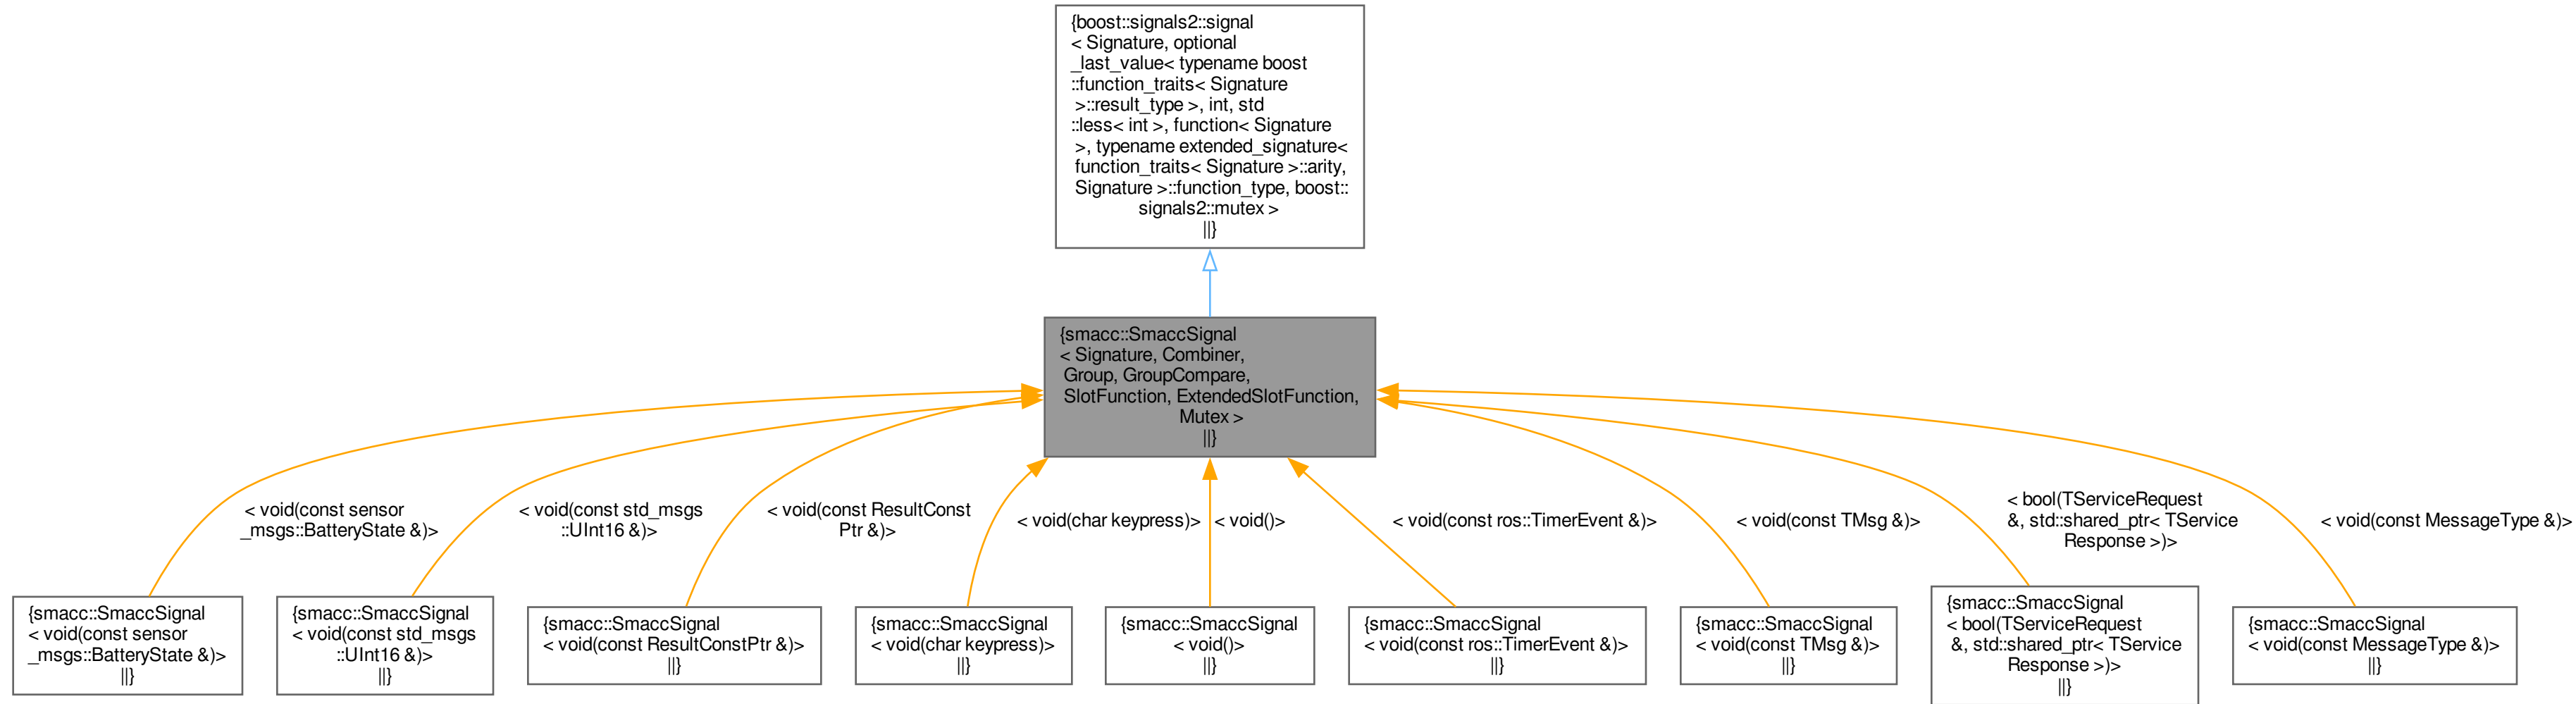 {boost::signals2::signal
< Signature, optional
_last_value< typename boost
::function_traits< Signature
>::result_type >, int, std
::less< int >, function< Signature
>, typename extended_signature<
function_traits< Signature >::arity,
Signature >::function_type, boost::
signals2::mutex >
||}
{smacc::SmaccSignal
< Signature, Combiner,
Group, GroupCompare,
SlotFunction, ExtendedSlotFunction,
Mutex >
||}
< void(const sensor
_msgs::BatteryState &)>
< void(const std_msgs
::UInt16 &)>
< void(const ResultConst
Ptr &)>
< void(char keypress)>
< void()>
< void(const ros::TimerEvent &)>
< void(const TMsg &)>
< bool(TServiceRequest
&, std::shared_ptr< TService
Response >)>
< void(const MessageType &)>
{smacc::SmaccSignal
< void(const sensor
_msgs::BatteryState &)>
||}
{smacc::SmaccSignal
< void(const std_msgs
::UInt16 &)>
||}
{smacc::SmaccSignal
< void(const ResultConstPtr &)>
||}
{smacc::SmaccSignal
< void(char keypress)>
||}
{smacc::SmaccSignal
< void()>
||}
{smacc::SmaccSignal
< void(const ros::TimerEvent &)>
||}
{smacc::SmaccSignal
< void(const TMsg &)>
||}
{smacc::SmaccSignal
< bool(TServiceRequest
&, std::shared_ptr< TService
Response >)>
||}
{smacc::SmaccSignal
< void(const MessageType &)>
||}